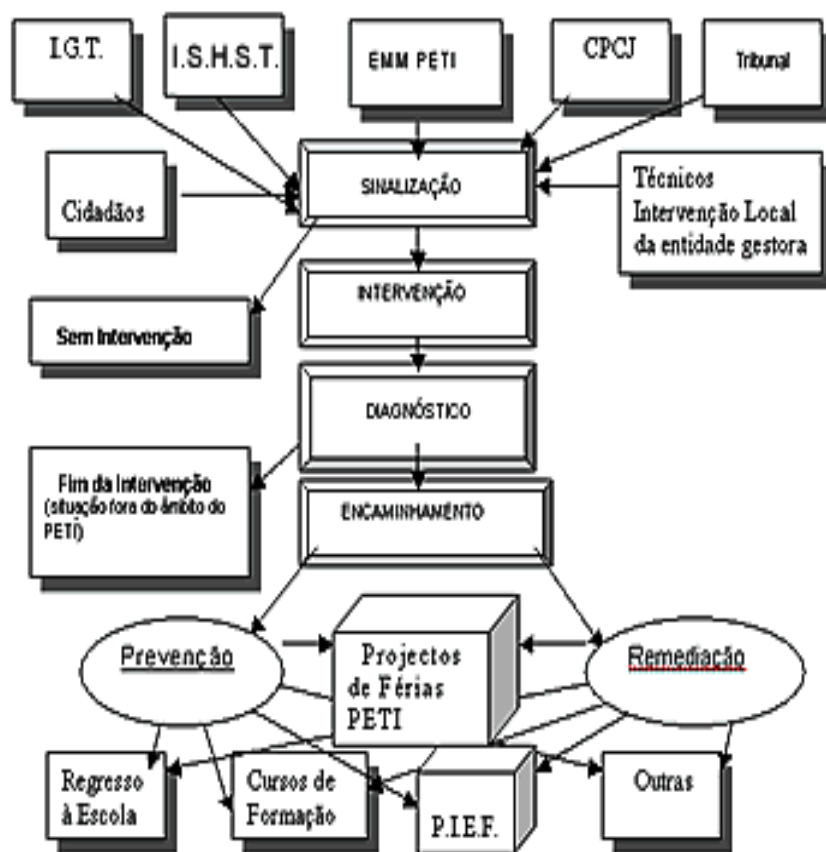 I.G.T.
I.S.H.S.T.
EMM PETI
CPCJ
Tribunal
Cidadãos
SINALIZAÇÃO
Técnicos
Intervenção Local
da entidade gestora
INTERVENÇÃO
Sem Intervenção
DIAGNÓSTICO
Fim da Intervenção
(situação fora do âmbito do
PETI)
ENCAMINHAMENTO
Prevenção
Projectos
de Férias
PETI
Remediação
Regresso
à Escola
Cursos de
Formação
P.I.E.F.
Outras